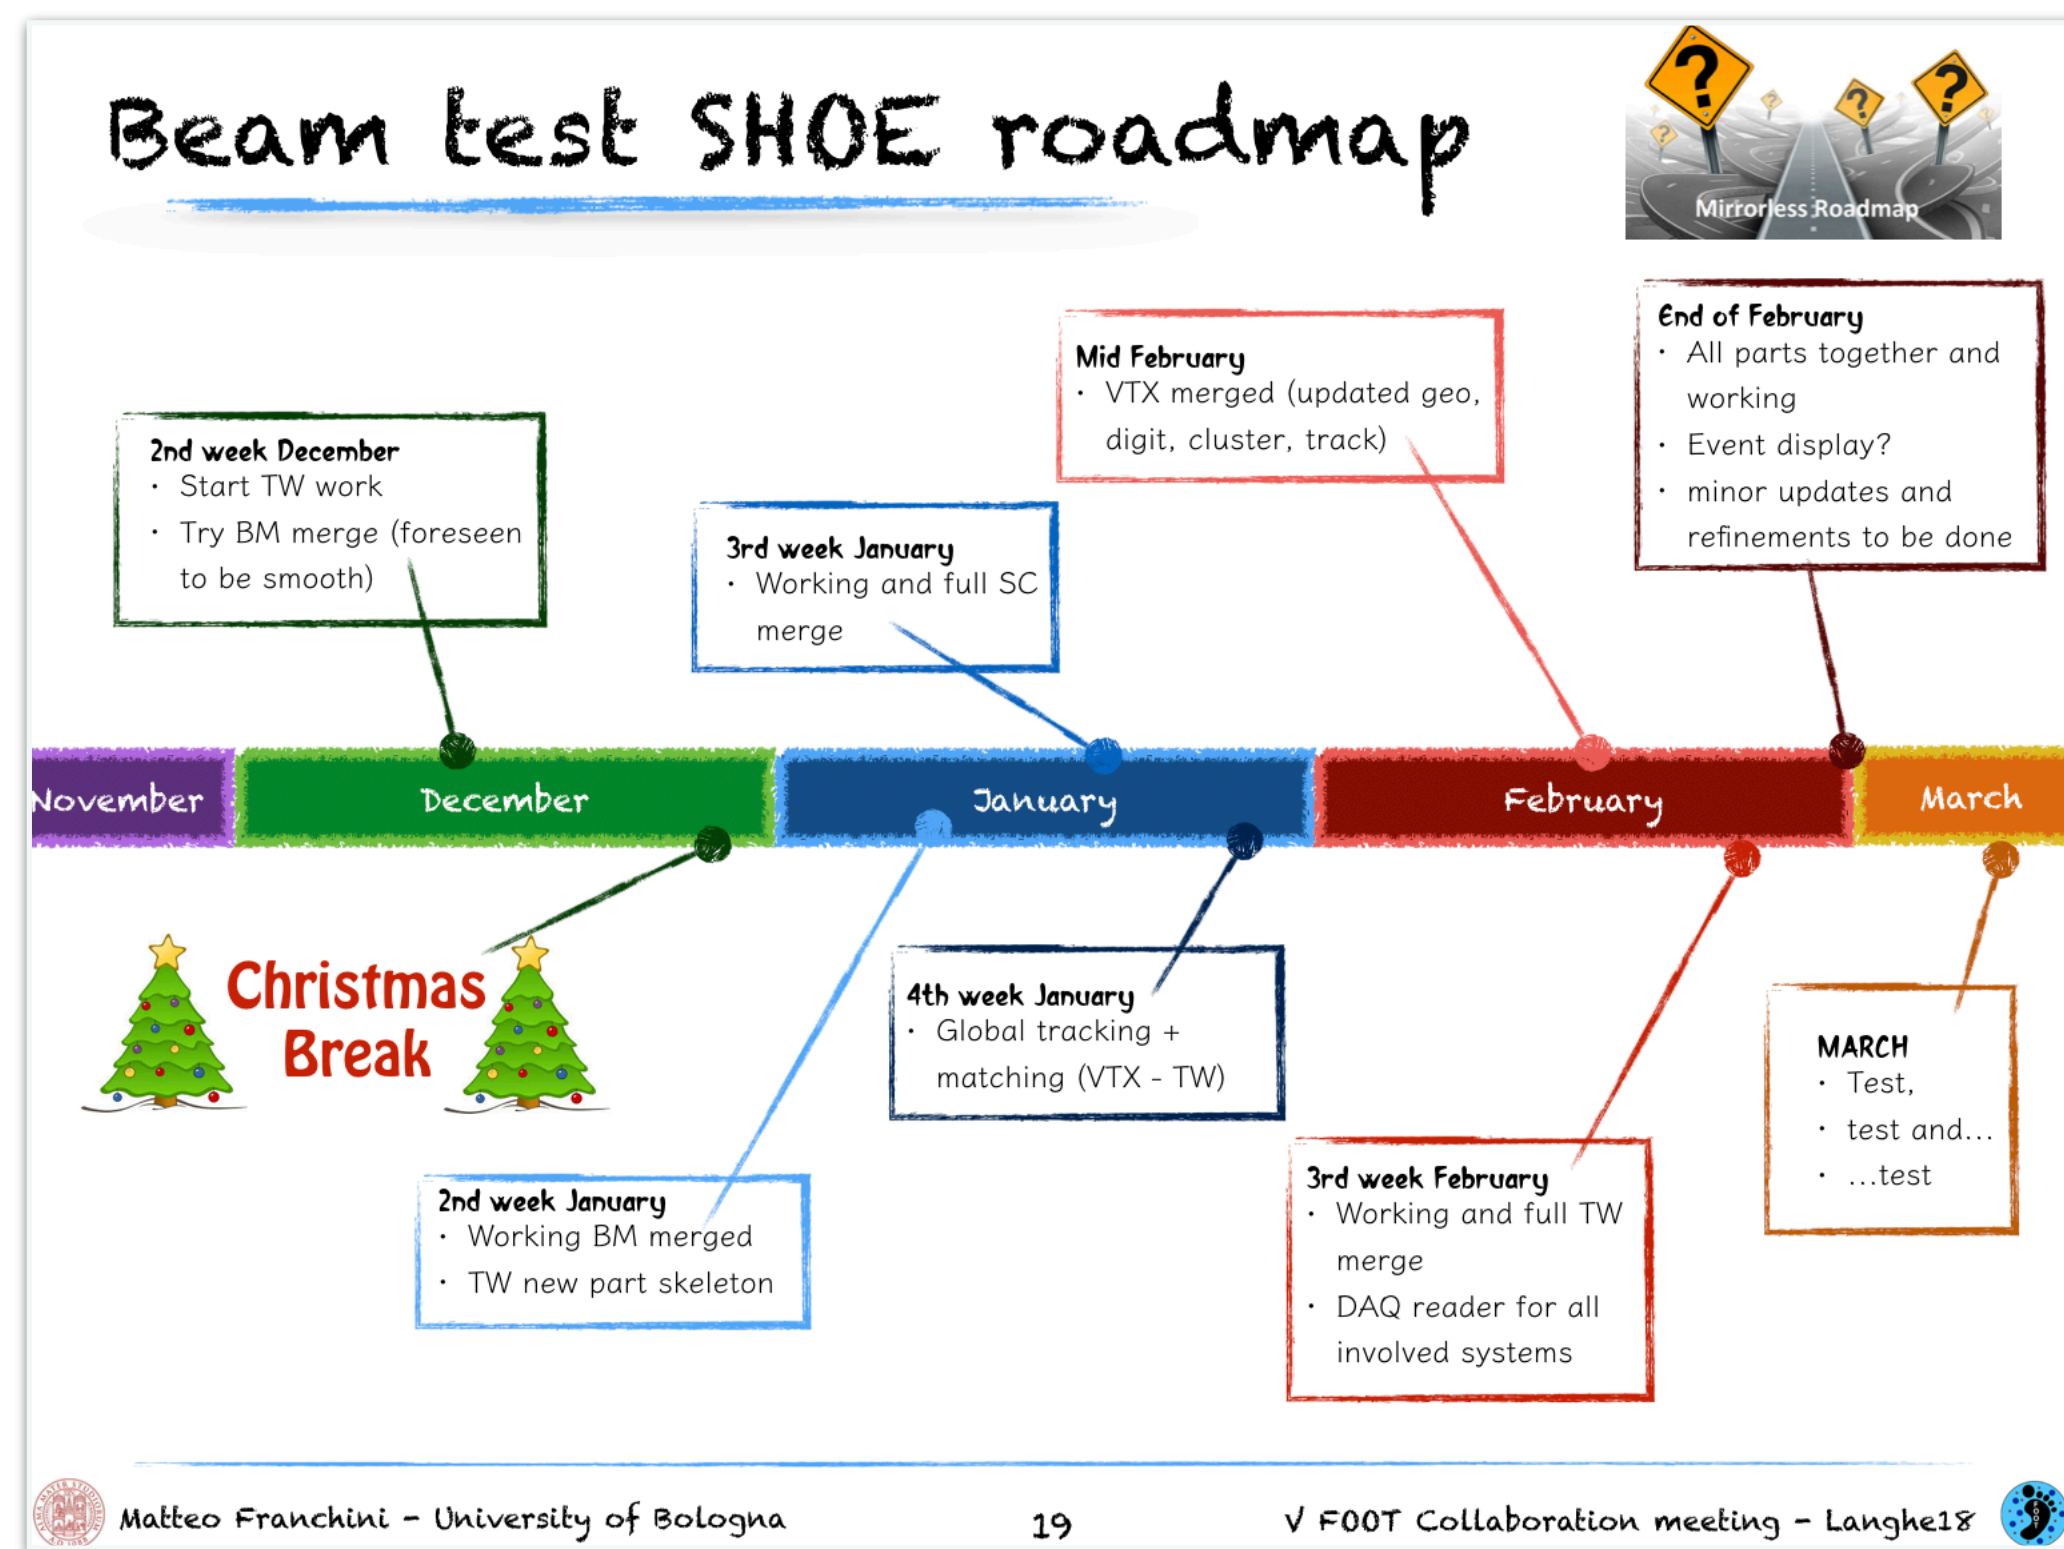 Beam test SHOE roadmap
Mirrorless Roadmap
2nd week December
• Start TW work
• Try BM merge (foreseen
to be smooth)
3rd week January
• Working and full SC
merge
Mid February
• VTX merged (updated geo,
digit, cluster, track)
End of February
• All parts together and
working
• Event display?
• minor updates and
refinements to be done
November
December
January
February
March
Christmas
Break
2nd week January
• Working BM merged
• TW new part skeleton
4th week January
• Global tracking +
matching (VTX - TW)
3rd week February
• Working and full TW
merge
• DAQ reader for all
involved systems
MARCH
• Test,
• test and...
• ...test
Matteo Franchini - University of Bologna
19
V FOOT Collaboration meeting - Langhe18
FOOT